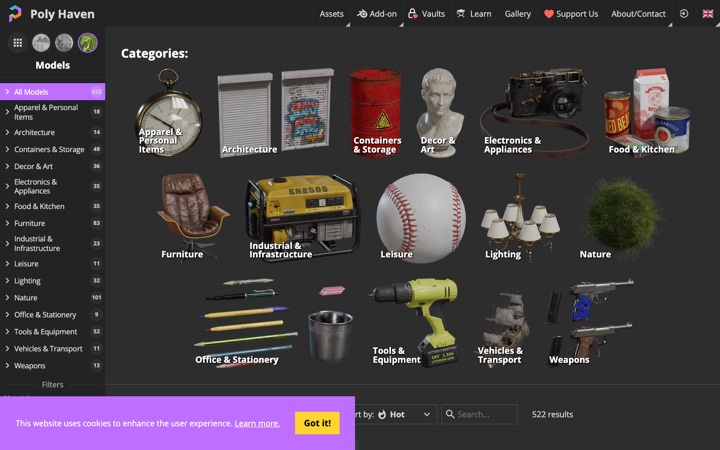 Poly Haven
Assets
Add-on
Vaults
Learn
Gallery
Support Us
About/Contact
Models
All Models 522
Apparel & Personal
Items
18
Architecture 14
Containers & Storage 49
Decor & Art 36
Electronics &
Appliances
35
Food & Kitchen 35
Furniture 83
Industrial &
Infrastructure
23
Leisure 11
Lighting 32
Nature 101
Office & Stationery 9
Tools & Equipment 52
Vehicles & Transport 11
Weapons 13
Filters
Categories:
Apparel &
Personal
Items
Architecture
Containers
& Storage
Decor &
Art
Electronics &
Appliances
Food & Kitchen
Furniture
EH2500
Industrial &
Infrastructure
Leisure
Lighting
Nature
Office & Stationery
Tools &
Equipment
Vehicles &
Transport
Weapons
rt by: Hot
Search...
522 results
This website uses cookies to enhance the user experience. Learn more.
Got it!